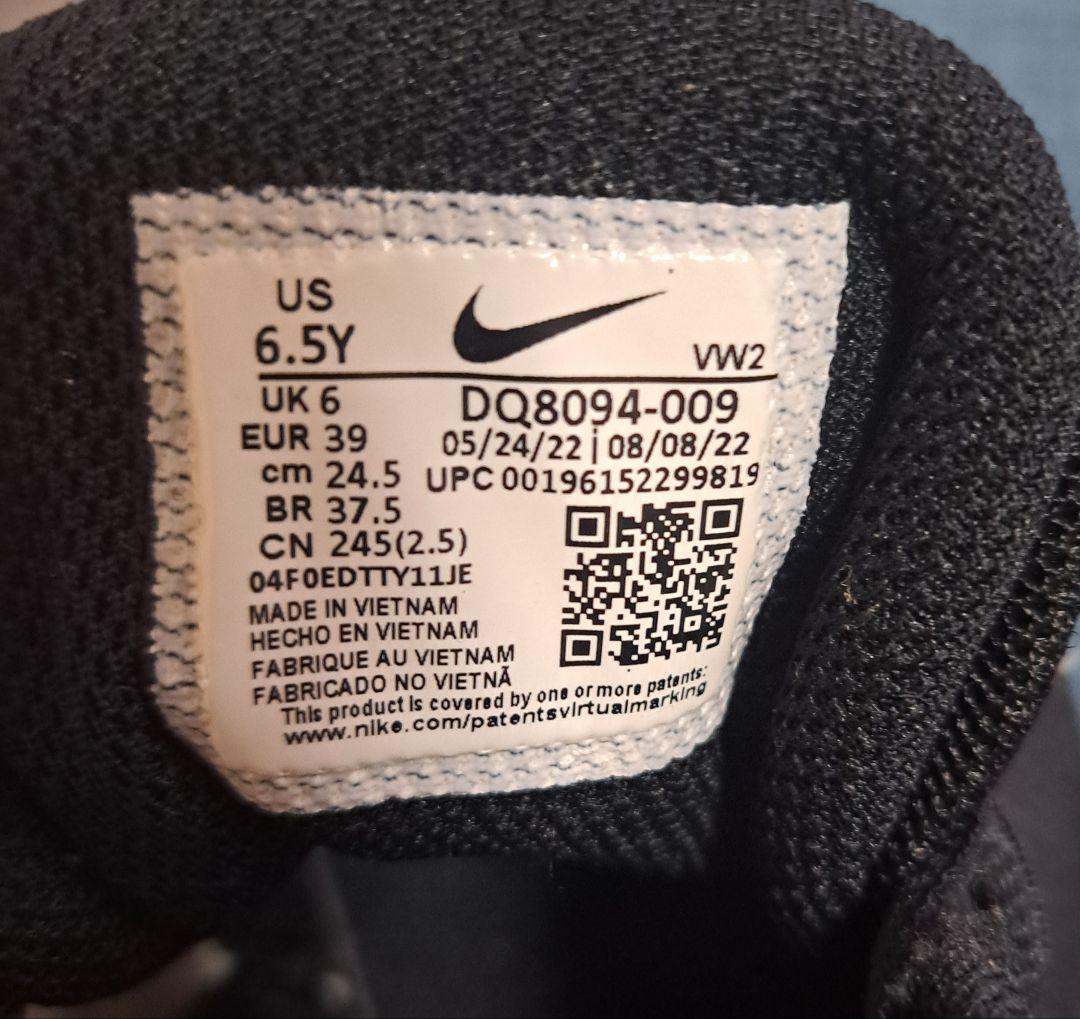 US
6.5Y
VW2
UK 6
EUR 39
cm 24.5
BR 37.5
CN 245(2.5)
DQ8094-009
05/24/22 | 08/08/22
UPC 00196152299819
04F0EDTTY11JE
MADE IN VIETNAM
HECHO EN VIETNAM
FABRIQUE AU VIETNAM
FABRICADO NO VIETNÃ
This product is covered by one or more patents:
www.nike.com/patentsvirtualmarking